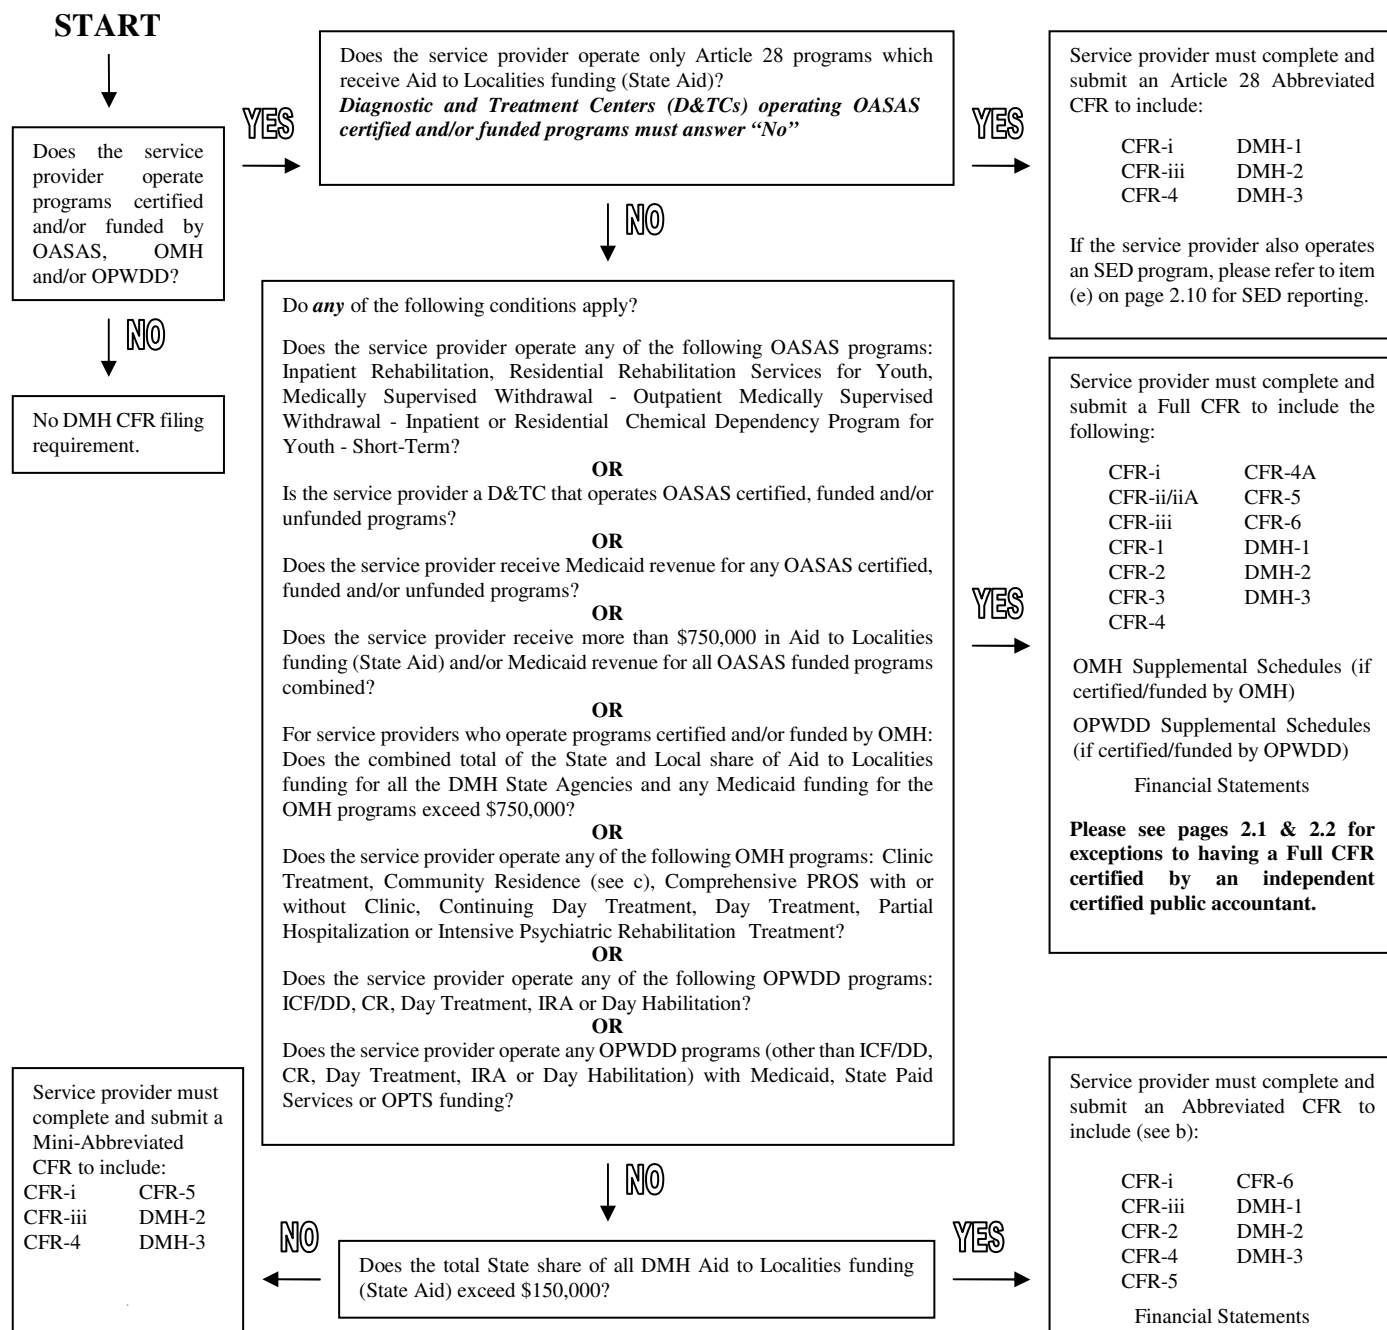 START
Does the service
provider operate
programs certified
and/or funded by
OASAS, OMH
and/or OPWDD?
YES
NO
No DMH CFR filing
requirement.
Does the service provider operate only Article 28 programs which
receive Aid to Localities funding (State Aid)?
Diagnostic and Treatment Centers (D&TCs) operating OASAS
certified and/or funded programs must answer “No”
YES
NO
Service provider must complete and
submit an Article 28 Abbreviated
CFR to include:
CFR-i DMH-1
CFR-iii DMH-2
CFR-4 DMH-3
If the service provider also operates
an SED program, please refer to item
(e) on page 2.10 for SED reporting.
Do any of the following conditions apply?
Does the service provider operate any of the following OASAS programs:
Inpatient Rehabilitation, Residential Rehabilitation Services for Youth,
Medically Supervised Withdrawal - Outpatient Medically Supervised
Withdrawal - Inpatient or Residential Chemical Dependency Program for
Youth - Short-Term?
OR
Is the service provider a D&TC that operates OASAS certified, funded and/or
unfunded programs?
OR
Does the service provider receive Medicaid revenue for any OASAS certified,
funded and/or unfunded programs?
OR
Does the service provider receive more than $750,000 in Aid to Localities
funding (State Aid) and/or Medicaid revenue for all OASAS funded programs
combined?
OR
For service providers who operate programs certified and/or funded by OMH:
Does the combined total of the State and Local share of Aid to Localities
funding for all the DMH State Agencies and any Medicaid funding for the
OMH programs exceed $750,000?
OR
Does the service provider operate any of the following OMH programs: Clinic
Treatment, Community Residence (see c), Comprehensive PROS with or
without Clinic, Continuing Day Treatment, Day Treatment, Partial
Hospitalization or Intensive Psychiatric Rehabilitation Treatment?
OR
Does the service provider operate any of the following OPWDD programs:
ICF/DD, CR, Day Treatment, IRA or Day Habilitation?
OR
Does the service provider operate any OPWDD programs (other than ICF/DD,
CR, Day Treatment, IRA or Day Habilitation) with Medicaid, State Paid
Services or OPTS funding?
YES
NO
Service provider must complete and
submit a Full CFR to include the
following:
CFR-i CFR-4A
CFR-ii/iiA CFR-5
CFR-iii CFR-6
CFR-1 DMH-1
CFR-2 DMH-2
CFR-3 DMH-3
CFR-4
OMH Supplemental Schedules (if
certified/funded by OMH)
OPWDD Supplemental Schedules
(if certified/funded by OPWDD)
Financial Statements
Please see pages 2.1 & 2.2 for
exceptions to having a Full CFR
certified by an independent
certified public accountant.
Does the total State share of all DMH Aid to Localities funding
(State Aid) exceed $150,000?
NO
YES
Service provider must
complete and submit a
Mini-Abbreviated
CFR to include:
CFR-i CFR-5
CFR-iii DMH-2
CFR-4 DMH-3
Service provider must complete and
submit an Abbreviated CFR to
include (see b):
CFR-i CFR-6
CFR-iii DMH-1
CFR-2 DMH-2
CFR-4 DMH-3
CFR-5
Financial Statements